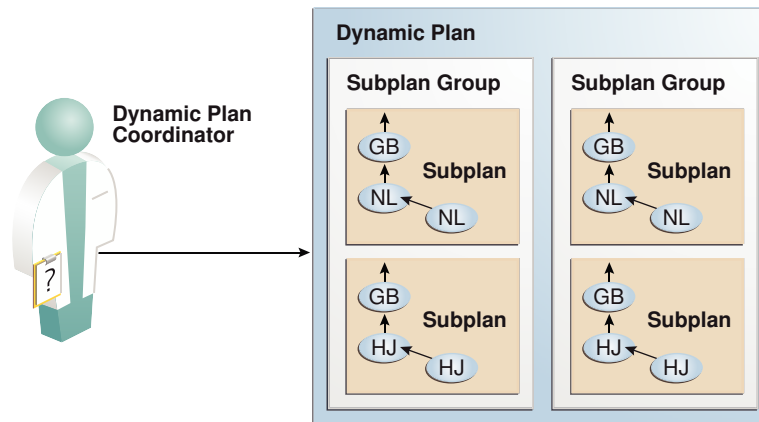 Dynamic Plan
Coordinator
?
Dynamic Plan
Subplan Group
GB
Subplan
NL
NL
GB
Subplan
HJ
HJ
Subplan Group
GB
Subplan
NL
NL
GB
Subplan
HJ
HJ